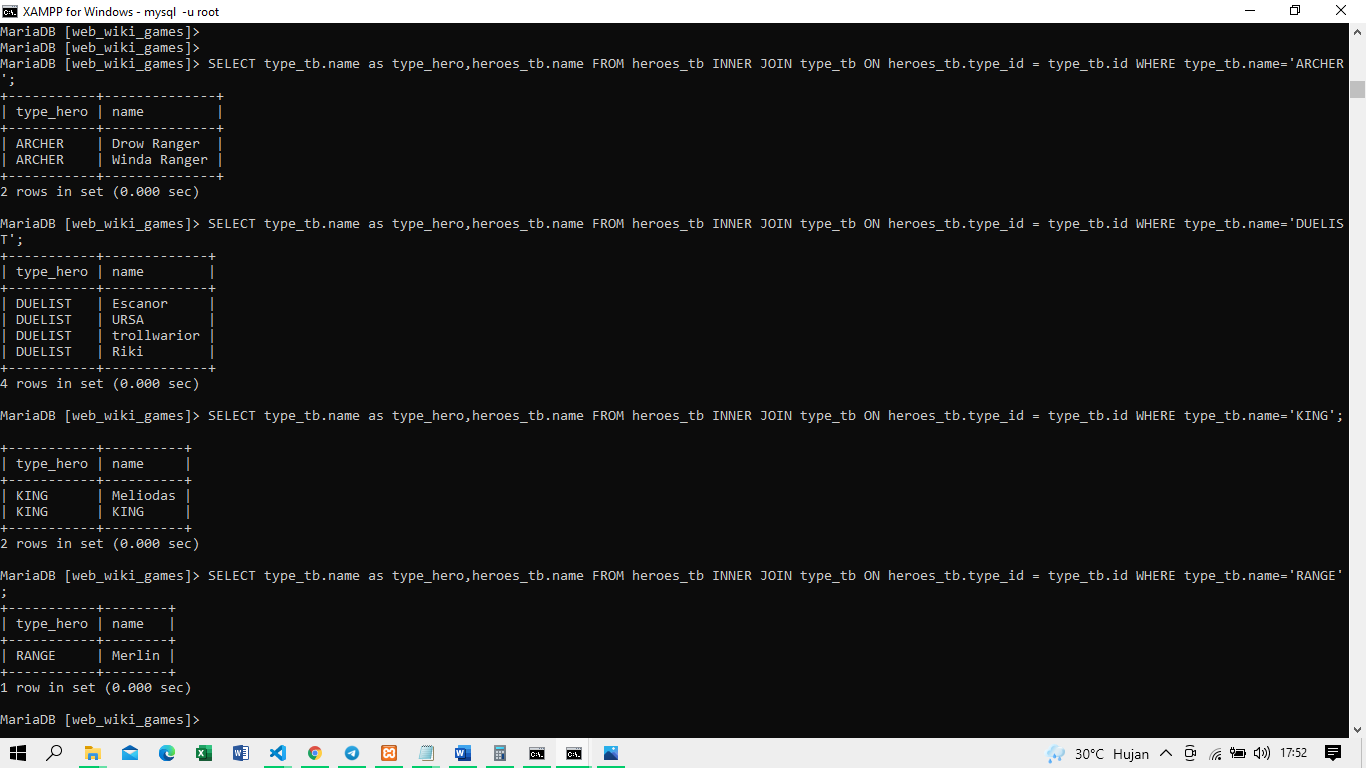 XAMPP for Windows - mysql -u root
MariaDB [web_wiki_games]>
MariaDB [web_wiki_games]>
MariaDB [web_wiki_games]> SELECT type_tb.name as type_hero,heroes_tb.name FROM heroes_tb INNER JOIN type_tb ON heroes_tb.type_id = type_tb.id WHERE type_tb.name='ARCHER
';
+-----------+--------------+
| type_hero | name         |
+-----------+--------------+
| ARCHER    | Drow Ranger  |
| ARCHER    | Winda Ranger |
+-----------+--------------+
2 rows in set (0.000 sec)
MariaDB [web_wiki_games]> SELECT type_tb.name as type_hero,heroes_tb.name FROM heroes_tb INNER JOIN type_tb ON heroes_tb.type_id = type_tb.id WHERE type_tb.name='DUELIS
T';
+-----------+-------------+
| type_hero | name        |
+-----------+-------------+
| DUELIST   | Escanor     |
| DUELIST   | URSA        |
| DUELIST   | trollwarior |
| DUELIST   | Riki        |
+-----------+-------------+
4 rows in set (0.000 sec)
MariaDB [web_wiki_games]> SELECT type_tb.name as type_hero,heroes_tb.name FROM heroes_tb INNER JOIN type_tb ON heroes_tb.type_id = type_tb.id WHERE type_tb.name='KING';
+-----------+----------+
| type_hero | name     |
+-----------+----------+
| KING      | Meliodas |
| KING      | KING     |
+-----------+----------+
2 rows in set (0.000 sec)
MariaDB [web_wiki_games]> SELECT type_tb.name as type_hero,heroes_tb.name FROM heroes_tb INNER JOIN type_tb ON heroes_tb.type_id = type_tb.id WHERE type_tb.name='RANGE'
;
+-----------+--------+
| type_hero | name   |
+-----------+--------+
| RANGE     | Merlin |
+-----------+--------+
1 row in set (0.000 sec)
MariaDB [web_wiki_games]>
30°C Hujan 17:52